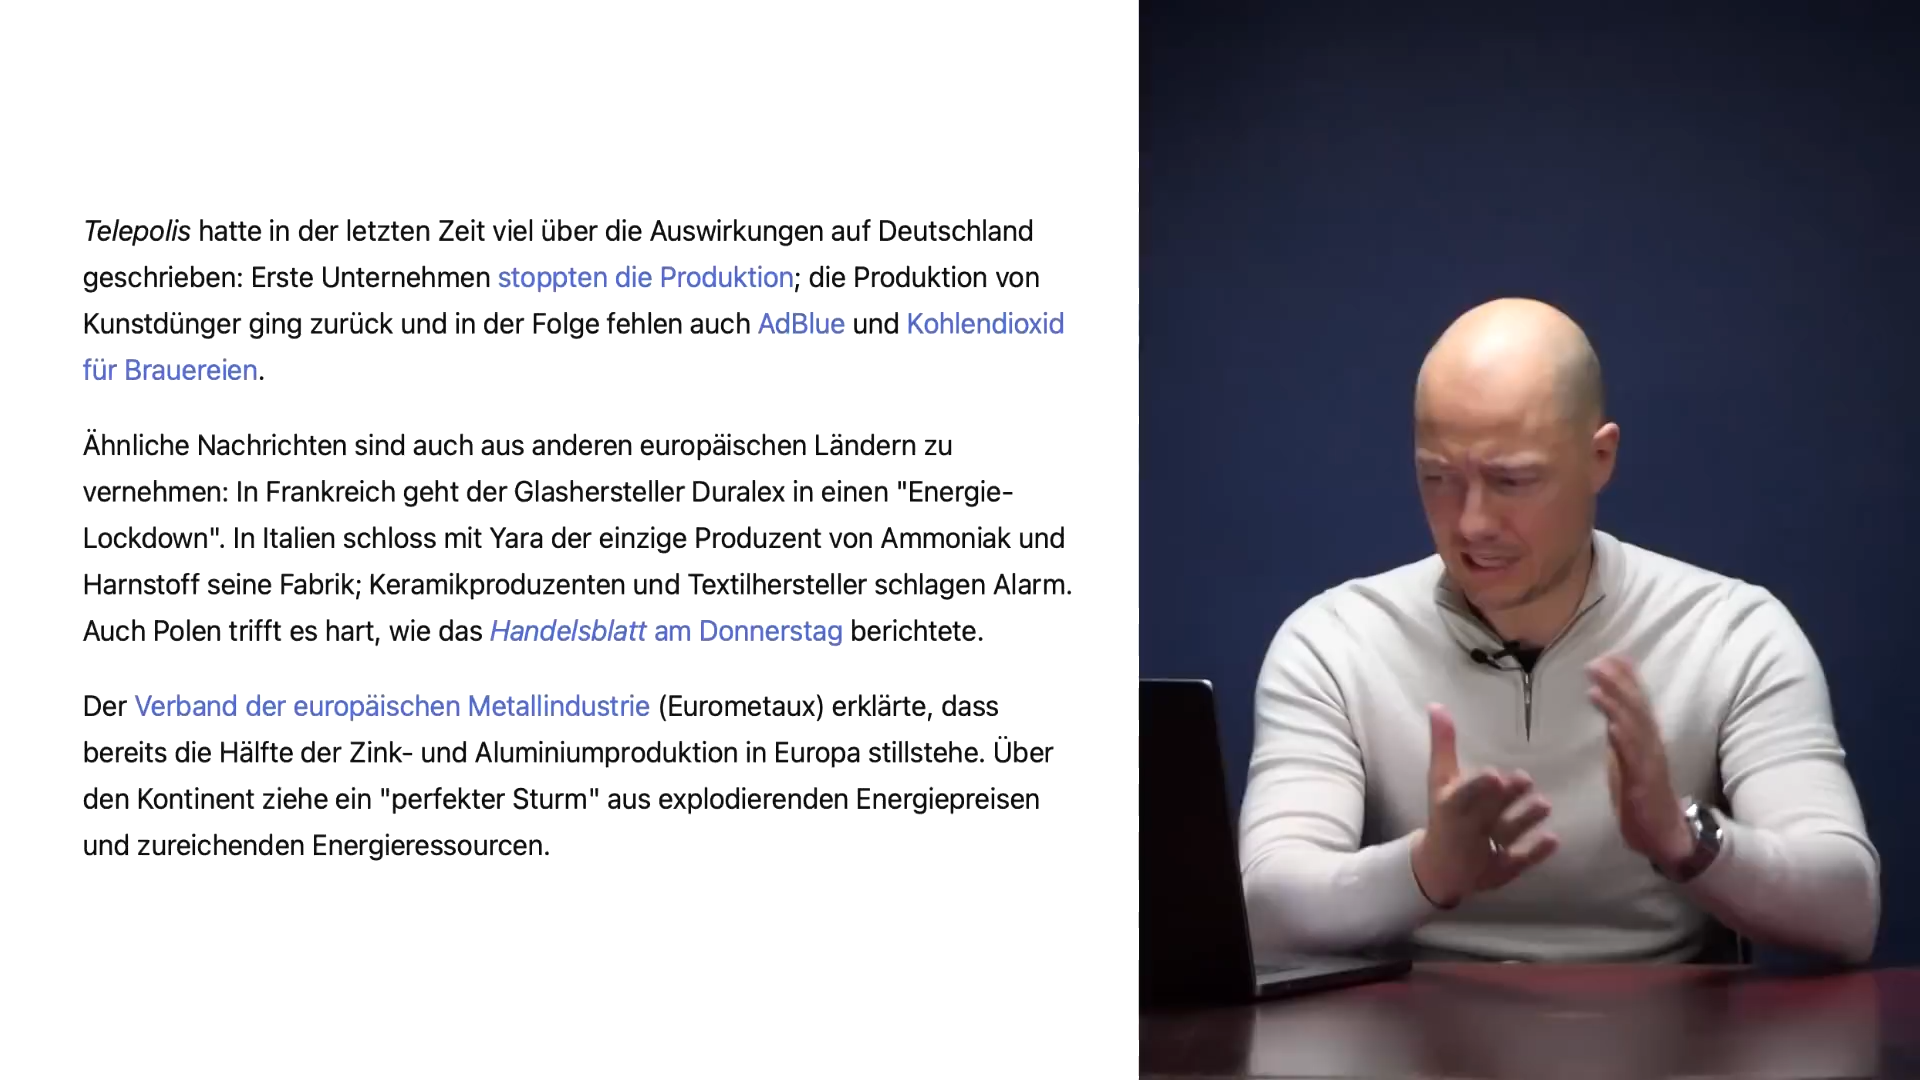 Telepolis hatte in der letzten Zeit viel über die Auswirkungen auf Deutschland
geschrieben: Erste Unternehmen stoppten die Produktion; die Produktion von
Kunstdünger ging zurück und in der Folge fehlen auch AdBlue und Kohlendioxid
für Brauereien.
Ähnliche Nachrichten sind auch aus anderen europäischen Ländern zu
vernehmen: In Frankreich geht der Glashersteller Duralex in einen "Energie-
Lockdown". In Italien schloss mit Yara der einzige Produzent von Ammoniak und
Harnstoff seine Fabrik; Keramikproduzenten und Textilhersteller schlagen Alarm.
Auch Polen trifft es hart, wie das Handelsblatt am Donnerstag berichtete.
Der Verband der europäischen Metallindustrie (Eurometaux) erklärte, dass
bereits die Hälfte der Zink- und Aluminiumproduktion in Europa stillstehe. Über
den Kontinent ziehe ein "perfekter Sturm" aus explodierenden Energiepreisen
und zureichenden Energieressourcen.